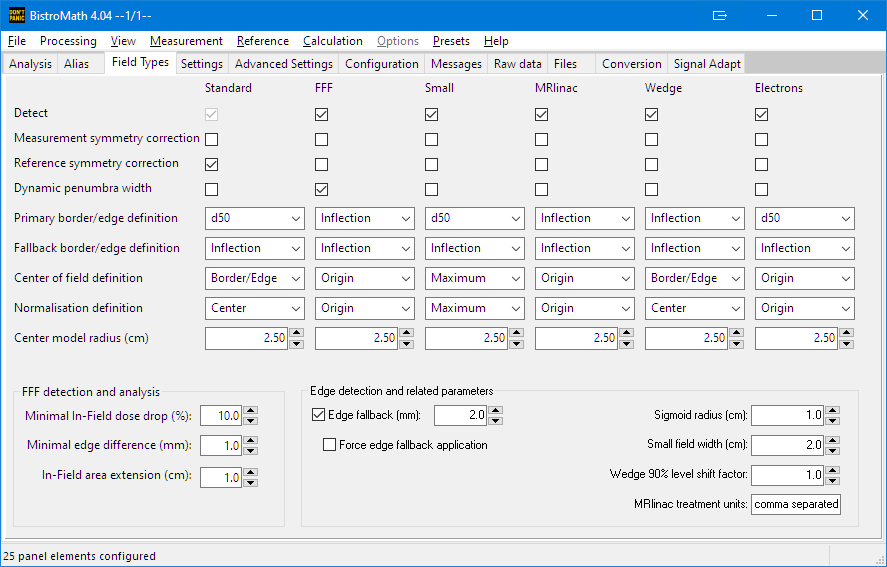 DON'T PANIC BistroMath 4.04 --1/1--
File Processing View Measurement Reference Calculation Options Presets Help
Analysis Alias Field Types Settings Advanced Settings Configuration Messages Raw data Files Conversion Signal Adapt
Standard FFF Small MRlinac Wedge Electrons
Detect
Measurement symmetry correction
Reference symmetry correction
Dynamic penumbra width
Primary border/edge definition d50 Inflection d50 Inflection Inflection d50
Fallback border/edge definition Inflection Inflection Inflection Inflection Inflection Inflection
Center of field definition Border/Edge Origin Maximum Origin Border/Edge Origin
Normalisation definition Center Origin Maximum Origin Center Origin
Center model radius (cm) 2.50 2.50 2.50 2.50 2.50 2.50
FFF detection and analysis
Minimal In-Field dose drop (%): 10.0
Minimal edge difference (mm): 1.0
In-Field area extension (cm): 1.0
Edge detection and related parameters
Edge fallback (mm): 2.0
Force edge fallback application
Sigmoid radius (cm): 1.0
Small field width (cm): 2.0
Wedge 90% level shift factor: 1.0
MRlinac treatment units: comma separated
25 panel elements configured